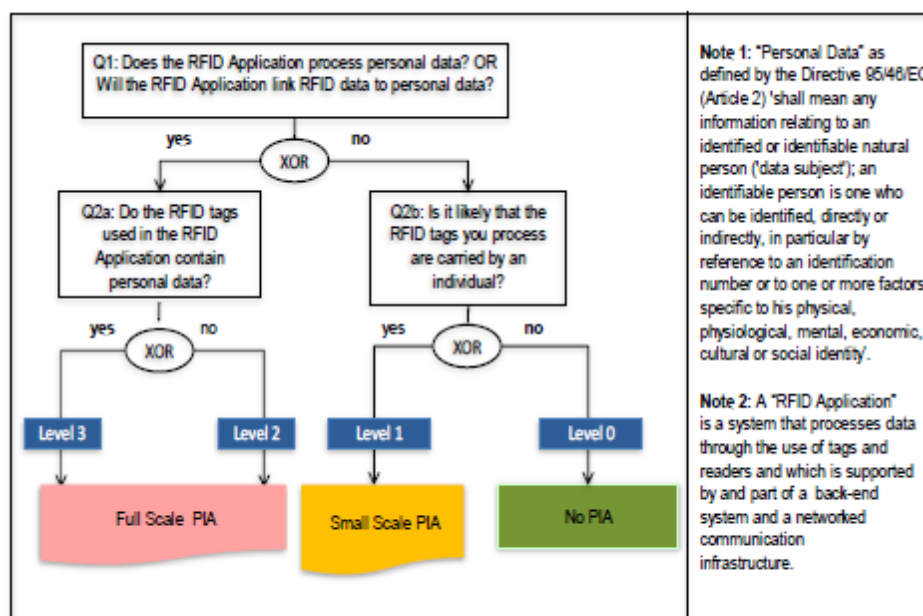 Q1: Does the RFID Application process personal data? OR
Will the RFID Application link RFID data to personal data?
yes
no
XOR
Q2a: Do the RFID tags
used in the RFID
Application contain
personal data?
Q2b: Is it likely that the
RFID tags you process
are carried by an
individual?
yes
no
XOR
yes
no
XOR
Level 3
Level 2
Level 1
Level 0
Full Scale PIA
Small Scale PIA
No PIA
Note 1: "Personal Data" as
defined by the Directive 95/46/EC
(Article 2) 'shall mean any
information relating to an
identified or identifiable natural
person ('data subject'); an
identifiable person is one who
can be identified, directly or
indirectly, in particular by
reference to an identification
number or to one or more factors
specific to his physical,
physiological, mental, economic,
cultural or social identity'.
Note 2: A "RFID Application"
is a system that processes data
through the use of tags and
readers and which is supported
by and part of a back-end
system and a networked
communication
infrastructure.